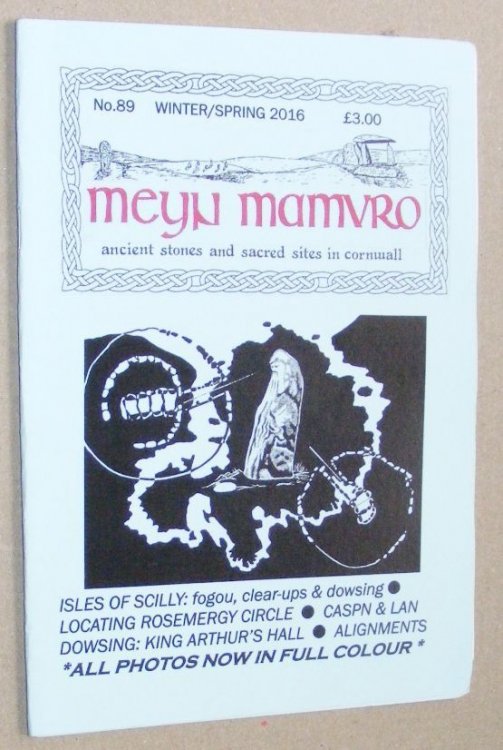 No.89 WINTER/SPRING 2016 £3.00
meyn mamvro
ancient stones and sacred sites in cornwall
ISLES OF SCILLY: fogou, clear-ups & dowsing ●
LOCATING ROSEMERGY CIRCLE ● CASPN & LAN
DOWSING: KING ARTHUR'S HALL ● ALIGNMENTS
*ALL PHOTOS NOW IN FULL COLOUR *